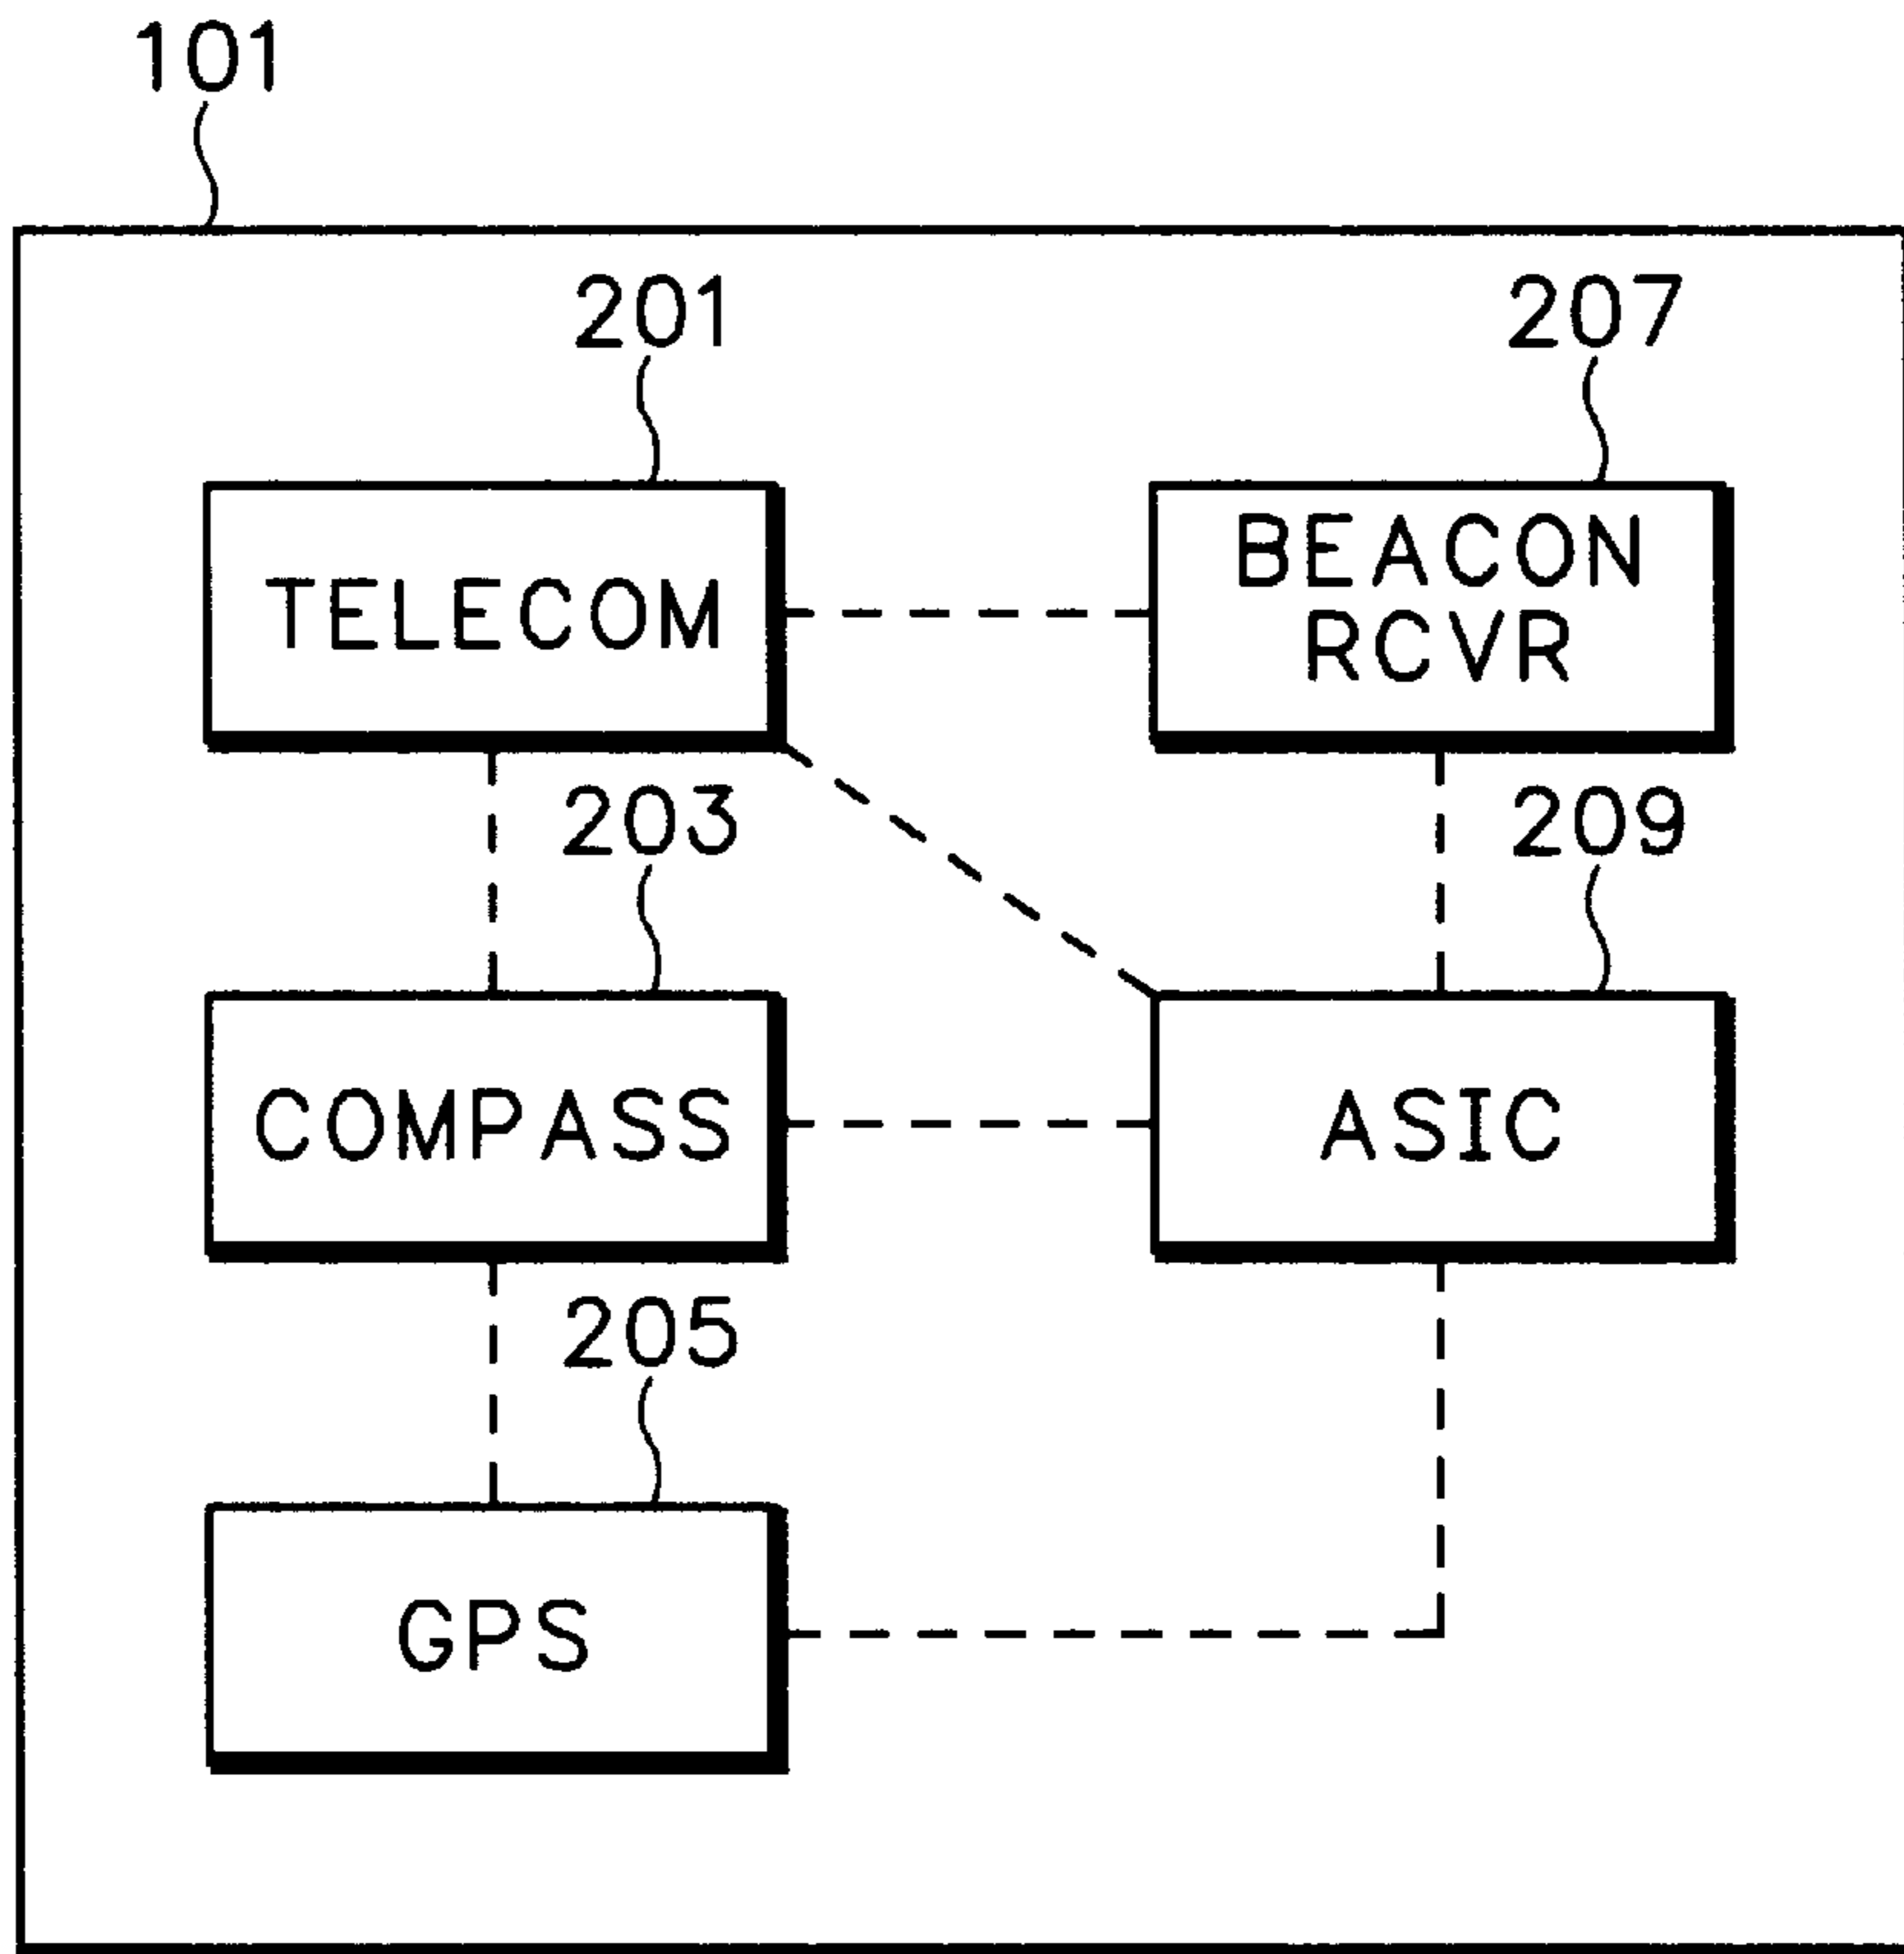 101
201
207
TELECOM
BEACON
RCVR
203
209
COMPASS
ASIC
205
GPS